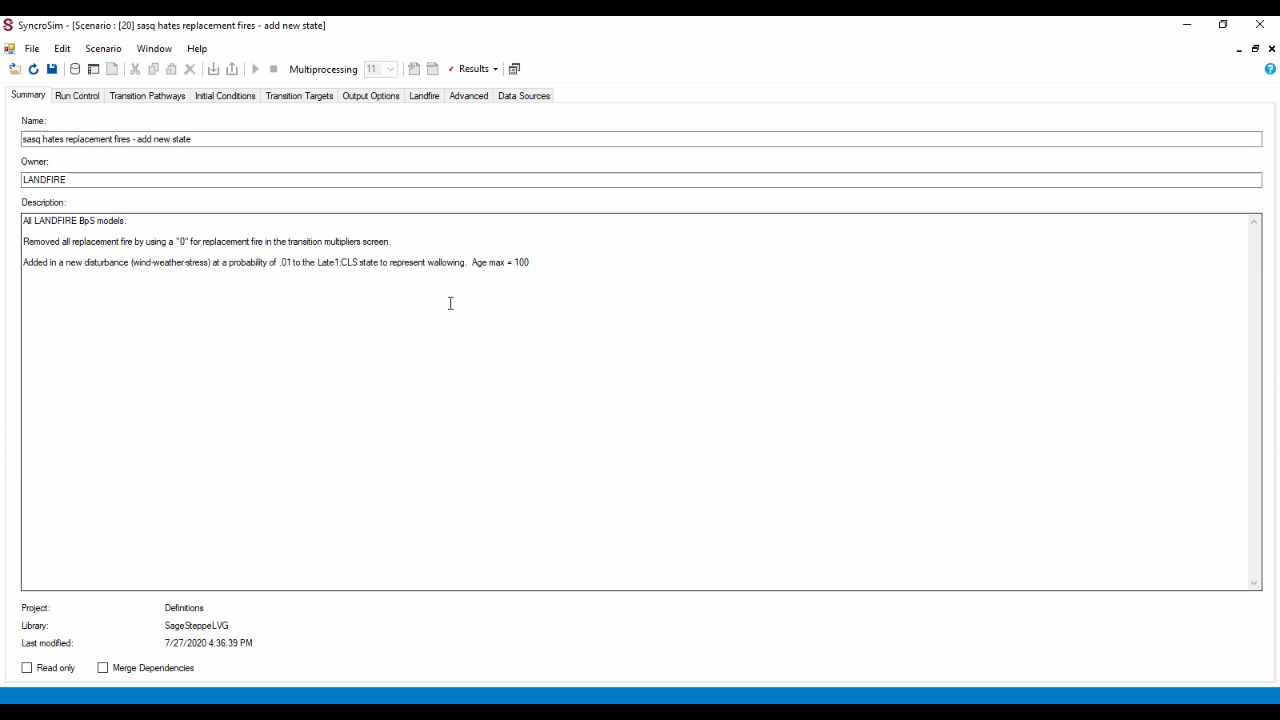 SyncroSim - [Scenario : [20] sasq hates replacement fires - add new state]
File Edit Scenario Window Help
Multiprocessing 11 Results
Summary Run Control Transition Pathways Initial Conditions Transition Targets Output Options Landfire Advanced Data Sources
Name:
sasq hates replacement fires - add new state
Owner:
LANDFIRE
Description:
All LANDFIRE BpS models.
Removed all replacement fire by using a "0" for replacement fire in the transition multipliers screen.
Added in a new disturbance (wind-weather-stress) at a probability of .01 to the Late1:CLS state to represent wallowing. Age max = 100
Project: Definitions
Library: SageSteppeLVG
Last modified: 7/27/2020 4:36:39 PM
Read only Merge Dependencies